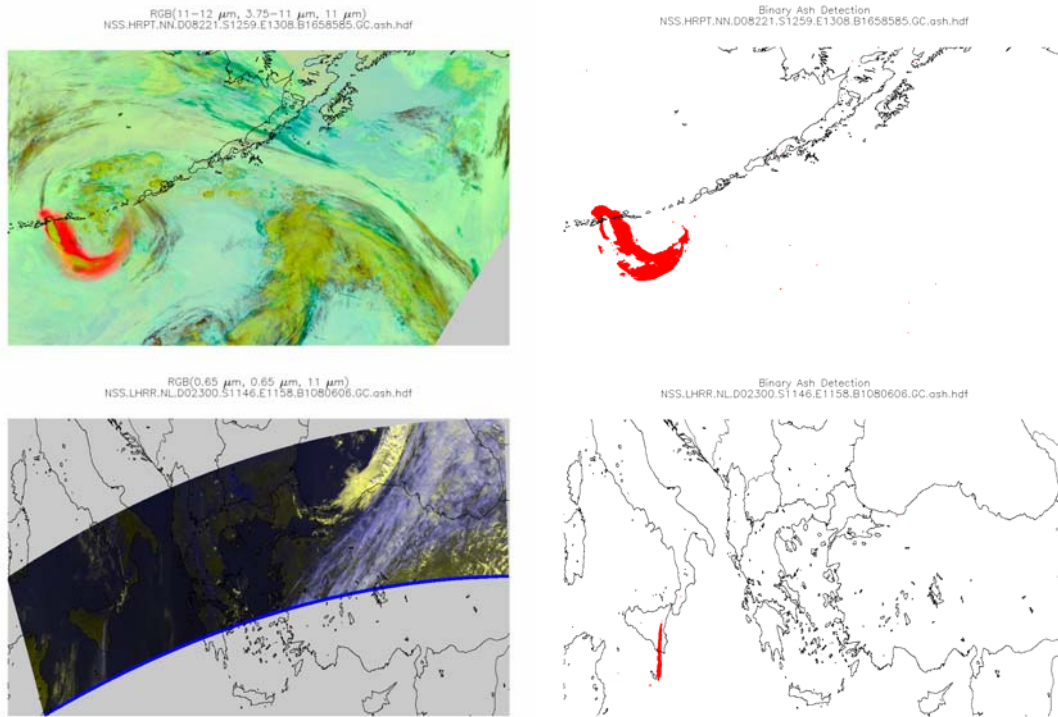 RGB(11−12 μm, 3.75−11 μm, 11 μm)
NSS.HRPT.NN.D08221.S1259.E1308.B1658585.GC.ash.hdf
Binary Ash Detection
NSS.HRPT.NN.D08221.S1259.E1308.B1658585.GC.ash.hdf
RGB(0.65 μm, 0.65 μm, 11 μm)
NSS.LHRR.NL.D02300.S1146.E1158.B1080606.GC.ash.hdf
Binary Ash Detection
NSS.LHRR.NL.D02300.S1146.E1158.B1080606.GC.ash.hdf